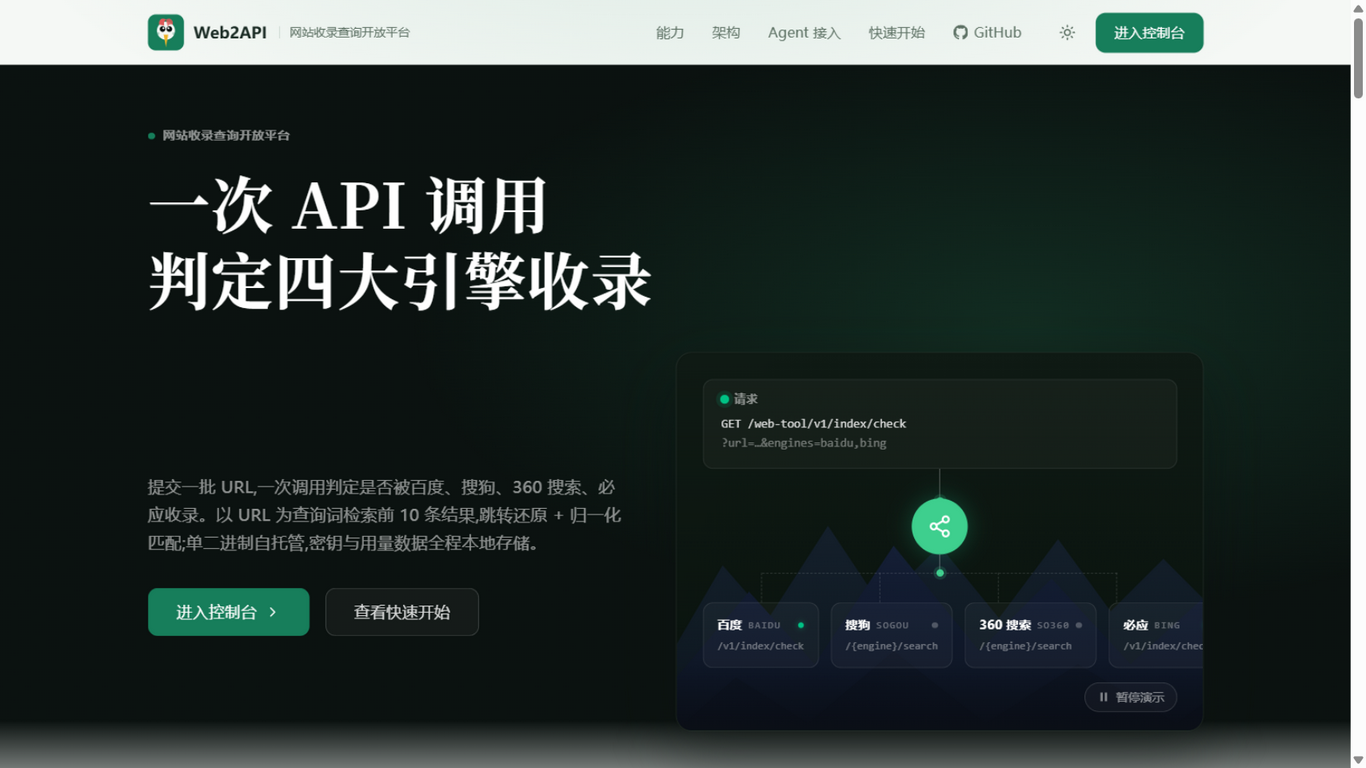 Web2API 网站收录查询开放平台 能力 架构 Agent 接入 快速开始 GitHub 进入控制台
网站收录查询开放平台
一次 API 调用
判定四大引擎收录
提交一批 URL,一次调用判定是否被百度、搜狗、360 搜索、必
应收录。以 URL 为查询词检索前 10 条结果,跳转还原 + 归一化
匹配;单二进制自托管,密钥与用量数据全程本地存储。
进入控制台 查看快速开始
请求
GET /web-tool/v1/index/check
?url=…&engines=baidu,bing
百度 BAIDU
/v1/index/check
搜狗 SOGOU
/{engine}/search
360 搜索 SO360
/{engine}/search
必应 BING
/v1/index/chec
暂停演示